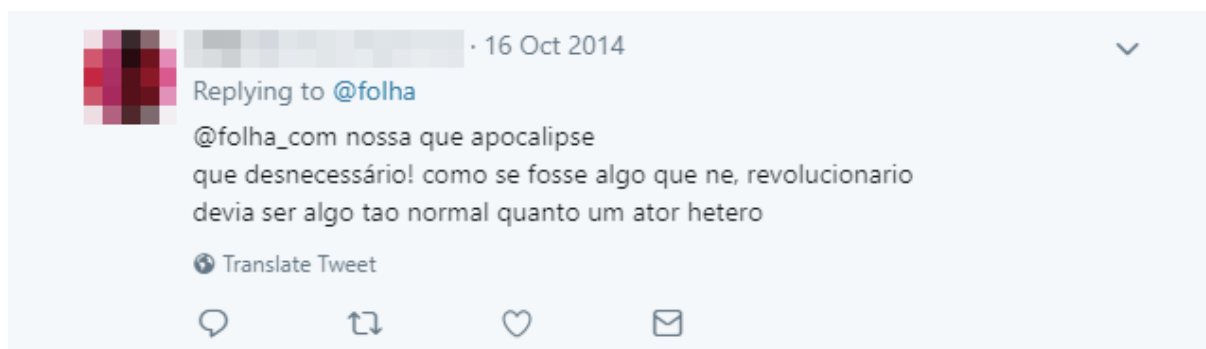 · 16 Oct 2014
Replying to @folha
@folha_com nossa que apocalipse
que desnecessário! como se fosse algo que ne, revolucionario
devia ser algo tao normal quanto um ator hetero
Translate Tweet